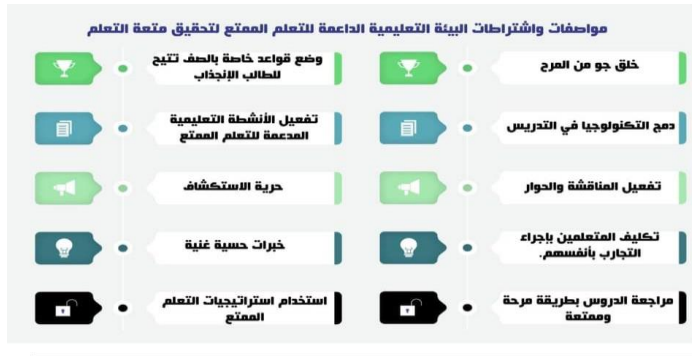 مواصفات واشتراطات البيئة التعليمية الداعمة للتعلم الممتع لتحقيق متعة التعلم
خلق جو من المرح
دمج التكنولوجيا في التدريس
تفعيل المناقشة والحوار
تكليف المتعلمين بإجراء
التجارب بأنفسهم.
مراجعة الدروس بطريقة مرحة
وممتعة
وضع قواعد خاصة بالصف تتيح
للطالب الإنجذاب
تفعيل الأنشطة التعليمية
المدعمة للتعلم الممتع
حرية الاستكشاف
خبرات حسية غنية
استخدام استراتيجيات التعلم
الممتع